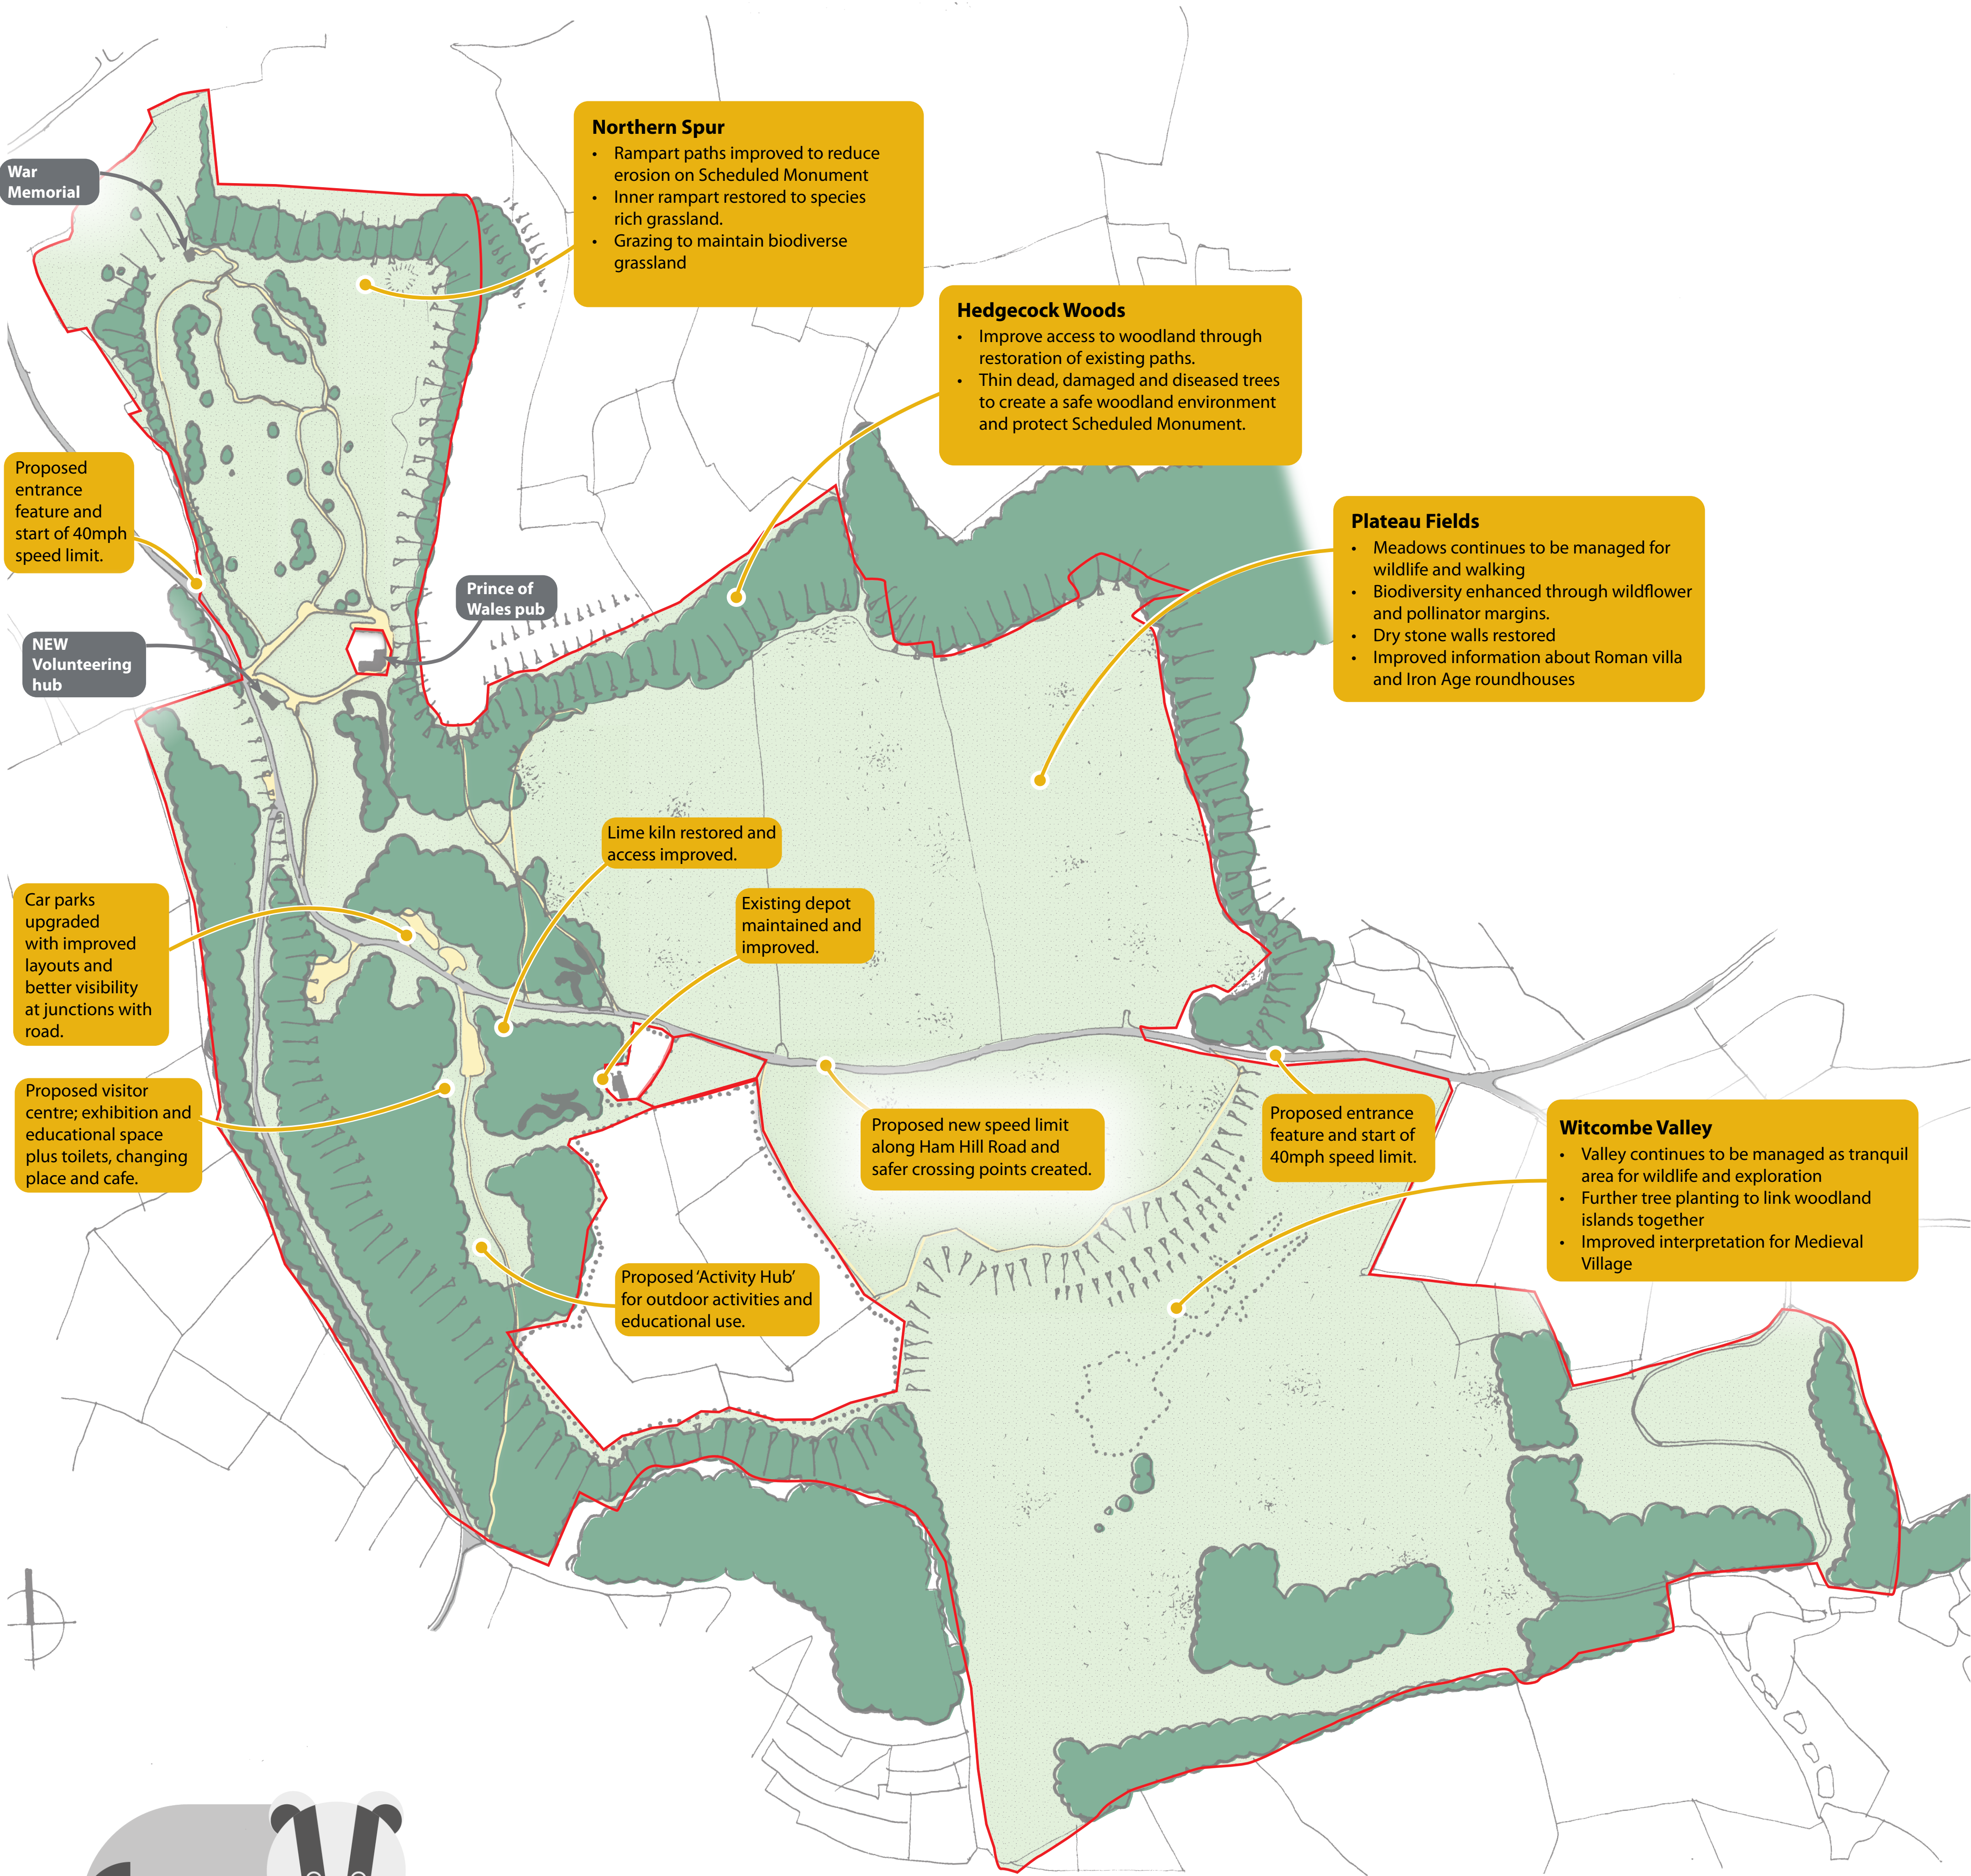 War
Memorial
Northern Spur
• Rampart paths improved to reduce
erosion on Scheduled Monument
• Inner rampart restored to species
rich grassland.
• Grazing to maintain biodiverse
grassland
Hedgecock Woods
• Improve access to woodland through
restoration of existing paths.
• Thin dead, damaged and diseased trees
to create a safe woodland environment
and protect Scheduled Monument.
Proposed
entrance
feature and
start of 40mph
speed limit.
Plateau Fields
• Meadows continues to be managed for
wildlife and walking
• Biodiversity enhanced through wildflower
and pollinator margins.
• Dry stone walls restored
• Improved information about Roman villa
and Iron Age roundhouses
Prince of
Wales pub
NEW
Volunteering
hub
Lime kiln restored and
access improved.
Car parks
upgraded
with improved
layouts and
better visibility
at junctions with
road.
Existing depot
maintained and
improved.
Proposed visitor
centre; exhibition and
educational space
plus toilets, changing
place and cafe.
Proposed new speed limit
along Ham Hill Road and
safer crossing points created.
Proposed entrance
feature and start of
40mph speed limit.
Witcombe Valley
• Valley continues to be managed as tranquil
area for wildlife and exploration
• Further tree planting to link woodland
islands together
• Improved interpretation for Medieval
Village
Proposed ‘Activity Hub’
for outdoor activities and
educational use.